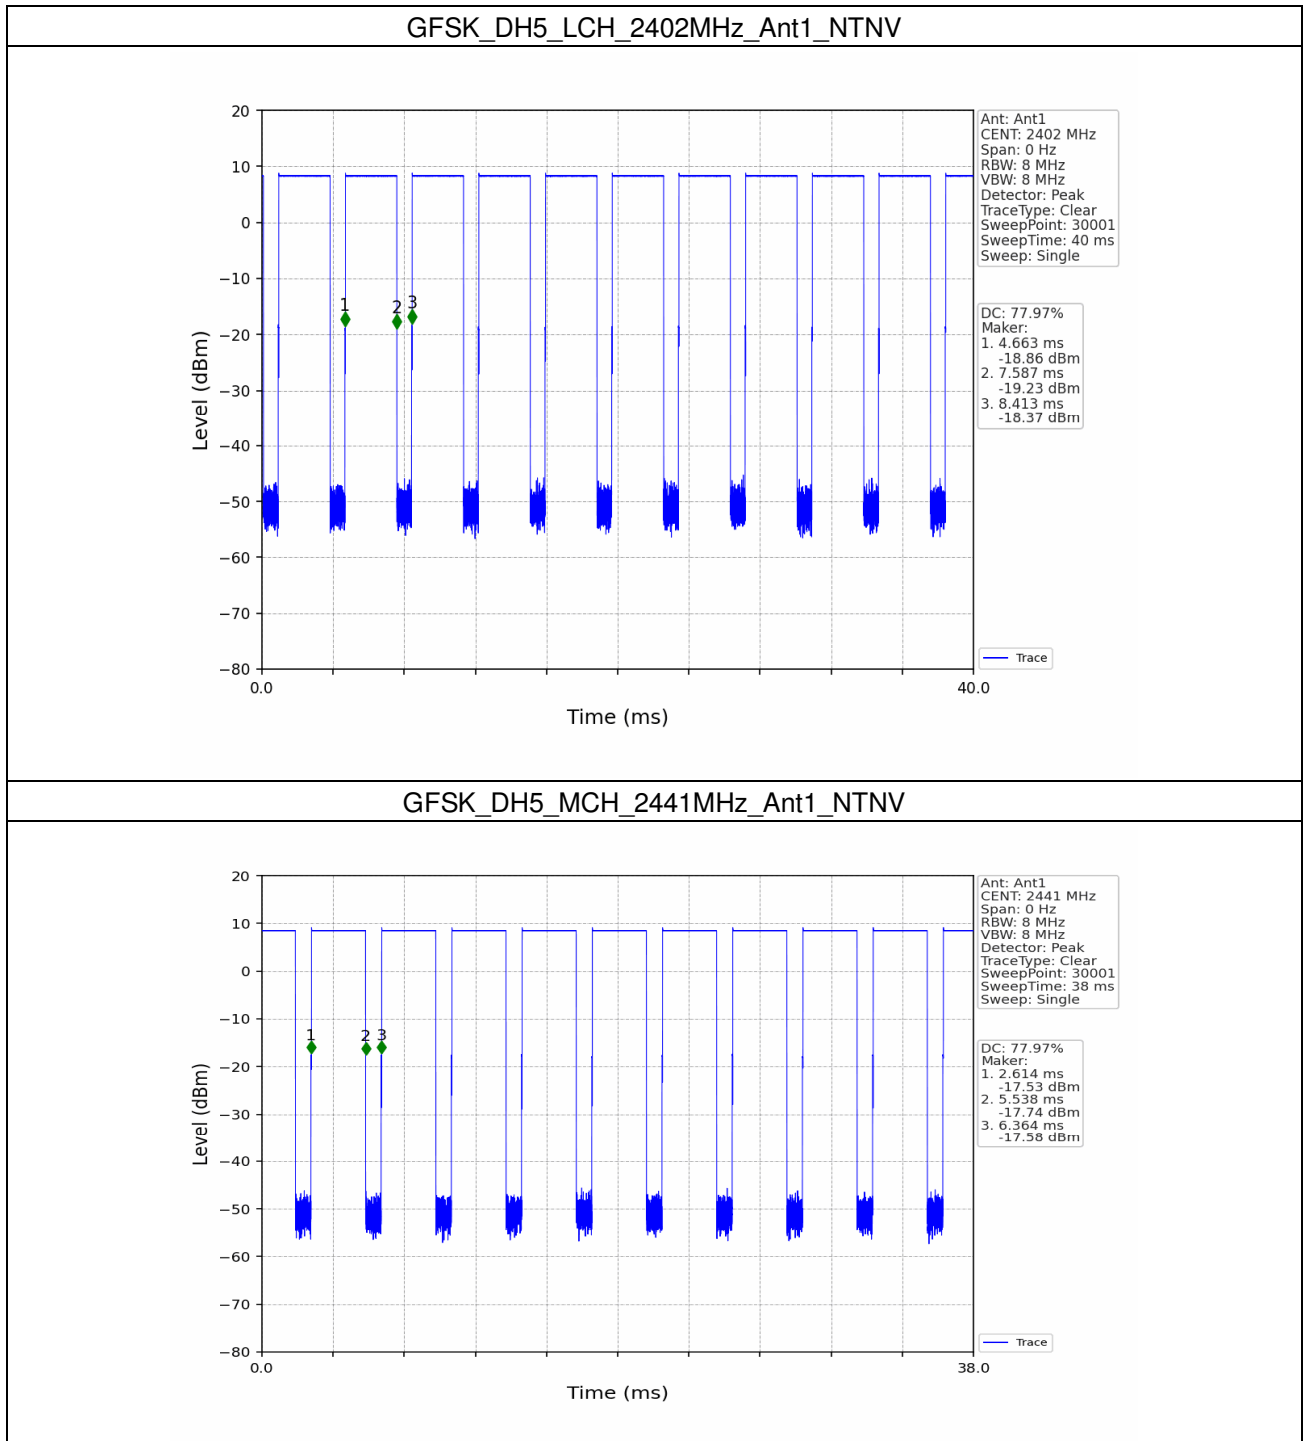 GFSK_DH5_LCH_2402MHz_Ant1_NTNV
20
10
0
−10
−20
−30
−40
−50
−60
−70
−80
Level (dBm)
1
2
3
0.0
40.0
Time (ms)
Ant: Ant1
CENT: 2402 MHz
Span: 0 Hz
RBW: 8 MHz
VBW: 8 MHz
Detector: Peak
TraceType: Clear
SweepPoint: 30001
SweepTime: 40 ms
Sweep: Single
DC: 77.97%
Maker:
1. 4.663 ms
-18.86 dBm
2. 7.587 ms
-19.23 dBm
3. 8.413 ms
-18.37 dBm
Trace
GFSK_DH5_MCH_2441MHz_Ant1_NTNV
20
10
0
−10
−20
−30
−40
−50
−60
−70
−80
Level (dBm)
1
2
3
0.0
38.0
Time (ms)
Ant: Ant1
CENT: 2441 MHz
Span: 0 Hz
RBW: 8 MHz
VBW: 8 MHz
Detector: Peak
TraceType: Clear
SweepPoint: 30001
SweepTime: 38 ms
Sweep: Single
DC: 77.97%
Maker:
1. 2.614 ms
-17.53 dBm
2. 5.538 ms
-17.74 dBm
3. 6.364 ms
-17.58 dBm
Trace